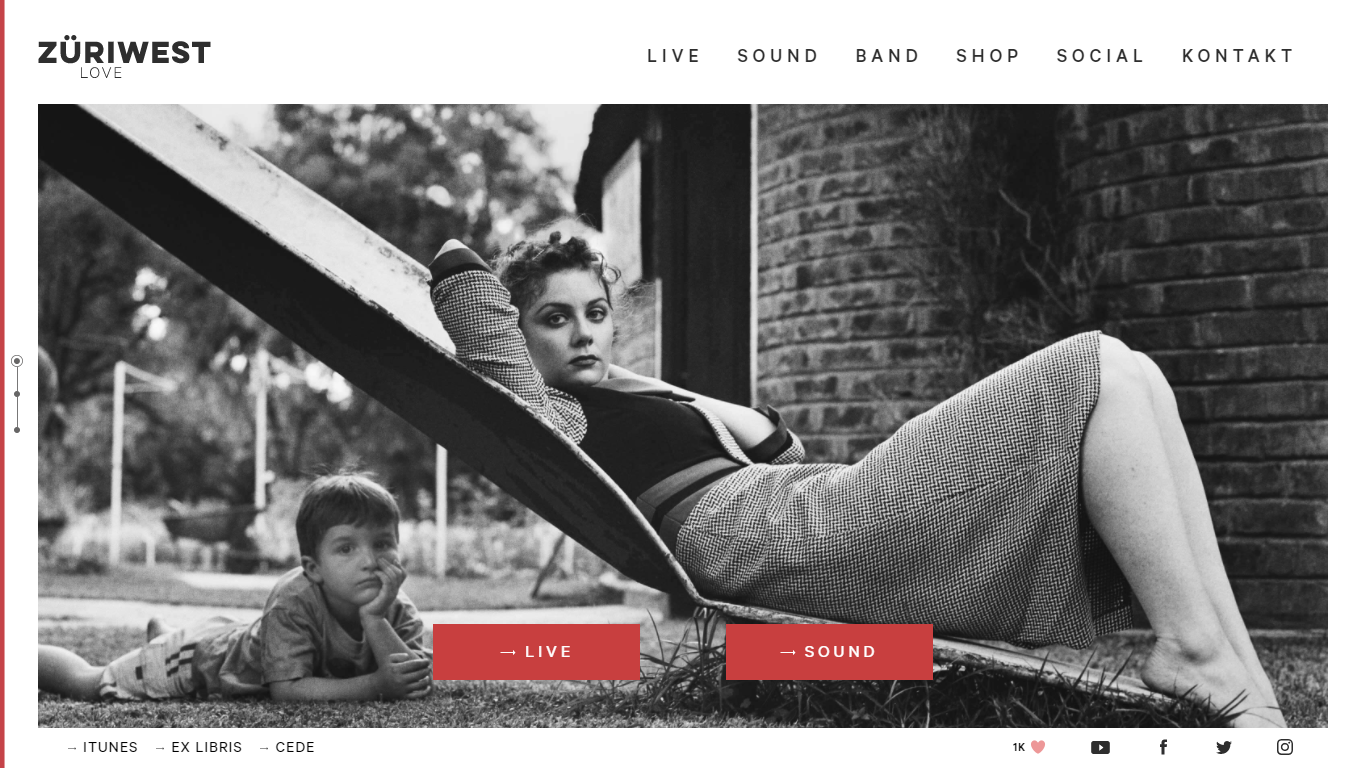 ZÜRIWEST
LOVE
LIVE SOUND BAND SHOP SOCIAL KONTAKT
→ LIVE
→ SOUND
→ ITUNES → EX LIBRIS → CEDE
1K